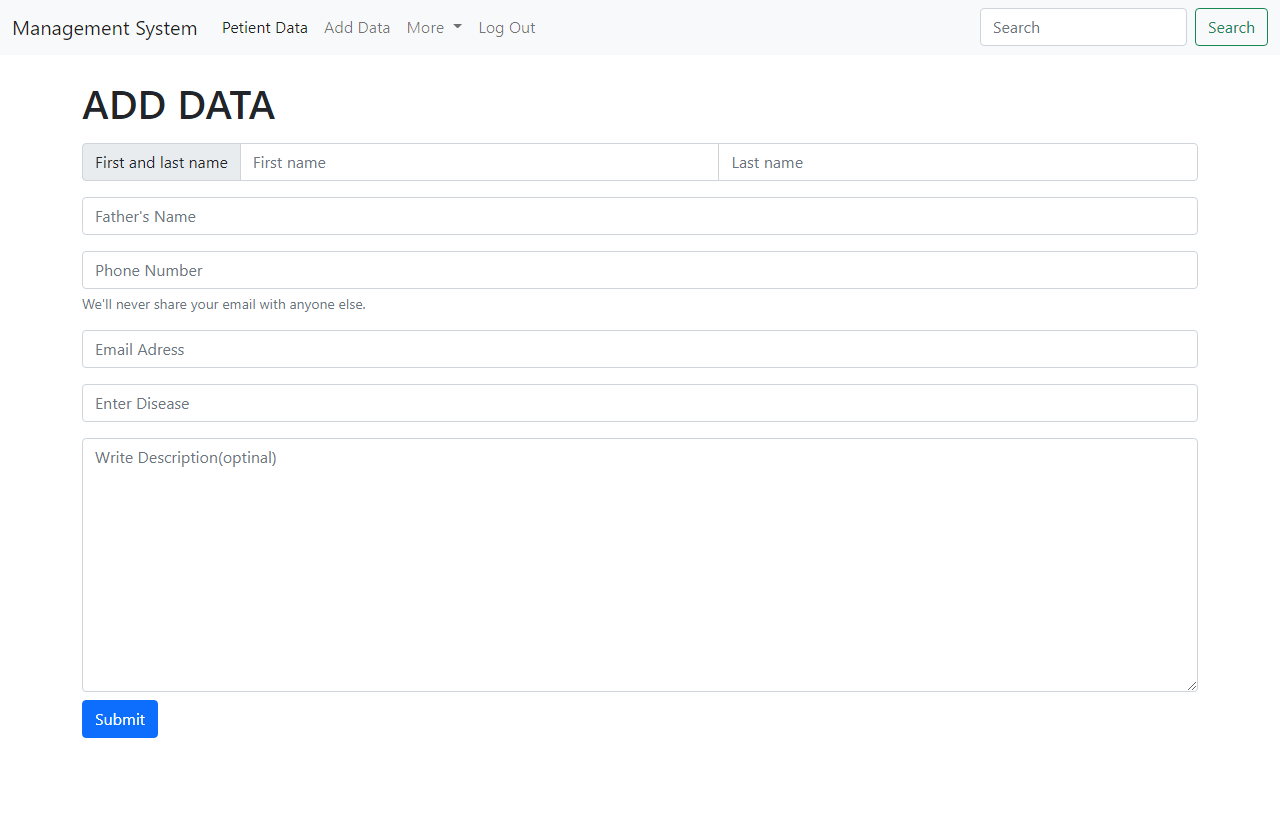 Management System Petient Data Add Data More Log Out Search Search
ADD DATA
First and last name First name Last name
Father's Name
Phone Number
We'll never share your email with anyone else.
Email Adress
Enter Disease
Write Description(optinal)
Submit